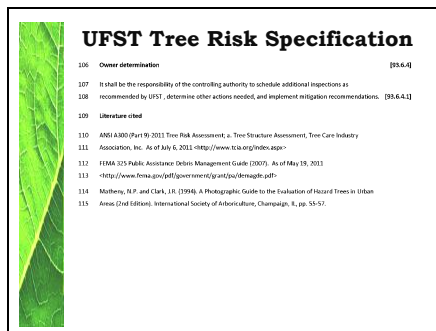 UFST Tree Risk Specification
106 Owner determination [93.6.4]
107 It shall be the responsibility of the controlling authority to schedule additional inspections as
108 recommended by UFST , determine other actions needed, and implement mitigation recommendations. [93.6.4.1]
109 Literature cited
110 ANSI A300 (Part 9)-2011 Tree Risk Assessment; a. Tree Structure Assessment, Tree Care Industry
111 Association, Inc. As of July 6, 2011 <http://www.tcia.org/index.aspx>
112 FEMA 325 Public Assistance Debris Management Guide (2007). As of May 19, 2011
113 <http://www.fema.gov/pdf/government/grant/pa/demagde.pdf>
114 Matheny, N.P. and Clark, J.R. (1994). A Photographic Guide to the Evaluation of Hazard Trees in Urban
115 Areas (2nd Edition). International Society of Arboriculture, Champaign, IL, pp. 55-57.